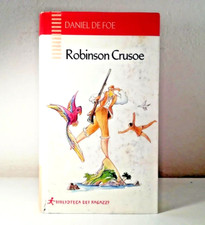 DANIEL DE FOE
Robinson Crusoe
BIBLIOTECA DEI RAGAZZI